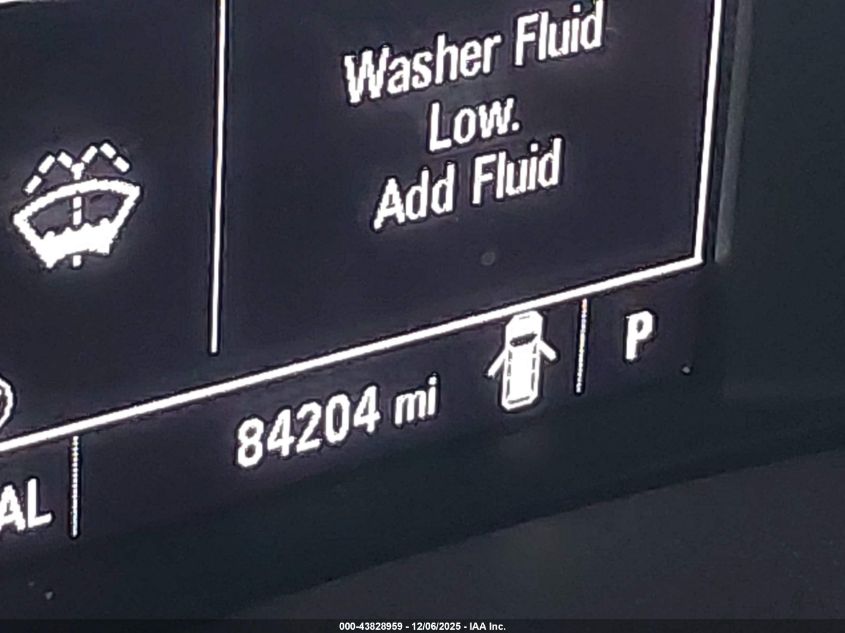 Washer Fluid
Low.
Add Fluid
P
84204 mi
AL
000-43828959 - 12/06/2025 - IAA Inc.